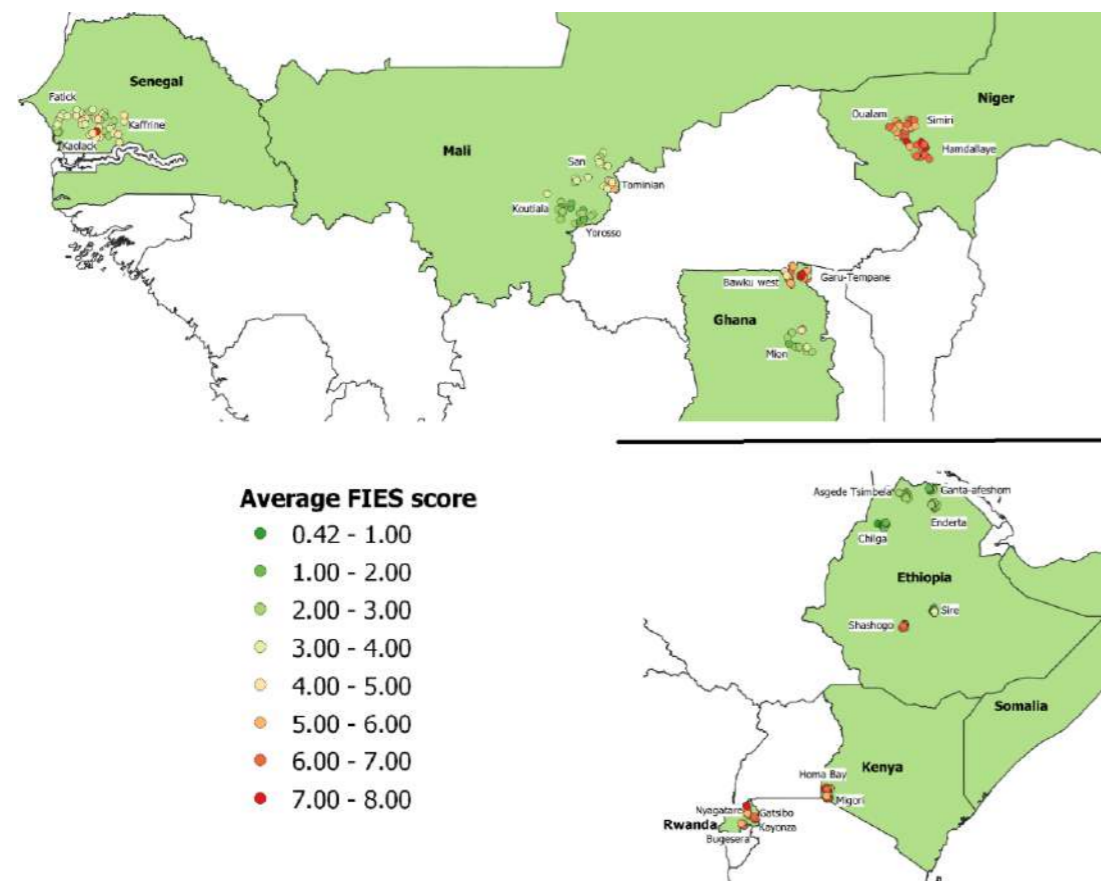 Senegal
Fatick
Kaffrine
Kaolack
Mali
San
Tominian
Koutiala
Yorosso
Niger
Oualam
Simiri
Hamdallaye
Bawku west
Garu-Tempane
Ghana
Mion
Average FIES score
0.42 - 1.00
1.00 - 2.00
2.00 - 3.00
3.00 - 4.00
4.00 - 5.00
5.00 - 6.00
6.00 - 7.00
7.00 - 8.00
Asgede Tsimbela
Ganta-afeshom
Enderta
Chilga
Ethiopia
Sire
Shashogo
Somalia
Kenya
Homa Bay
Migori
Nyagatare
Gatsibo
Rwanda
Kayonza
Bugesera